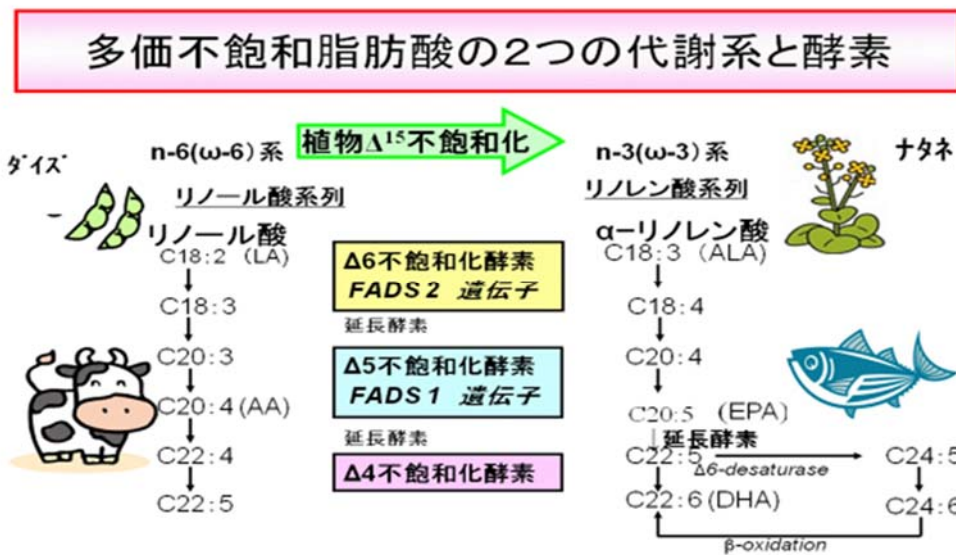 多価不飽和脂肪酸の2つの代謝系と酵素
植物Δ¹⁵不飽和化
ダイズ
n-6(ω-6)系
リノール酸系列
リノール酸
C18:2 (LA)
C18:3
C20:3
C20:4(AA)
C22:4
C22:5
Δ6不飽和化酵素
FADS2 遺伝子
延長酵素
Δ5不飽和化酵素
FADS1 遺伝子
延長酵素
Δ4不飽和化酵素
n-3(ω-3)系
ナタネ
リノレン酸系列
α-リノレン酸
C18:3 (ALA)
C18:4
C20:4
C20:5 (EPA)
延長酵素
C22:5
Δ6-desaturase
C24:5
C22:6(DHA)
C24:6
β-oxidation